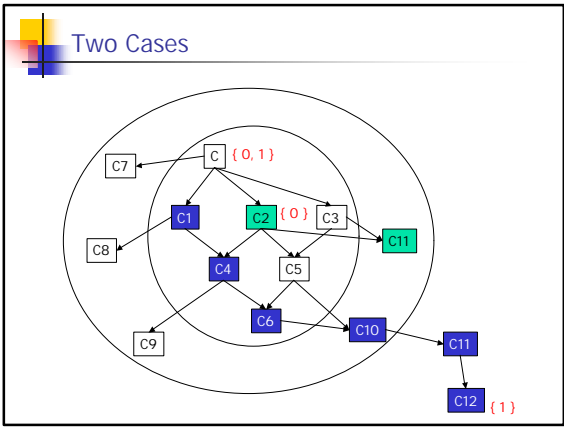 Two Cases
C
{ 0, 1 }
C7
C1
C2
{ 0 }
C3
C11
C8
C4
C5
C6
C10
C9
C11
C12
{ 1 }